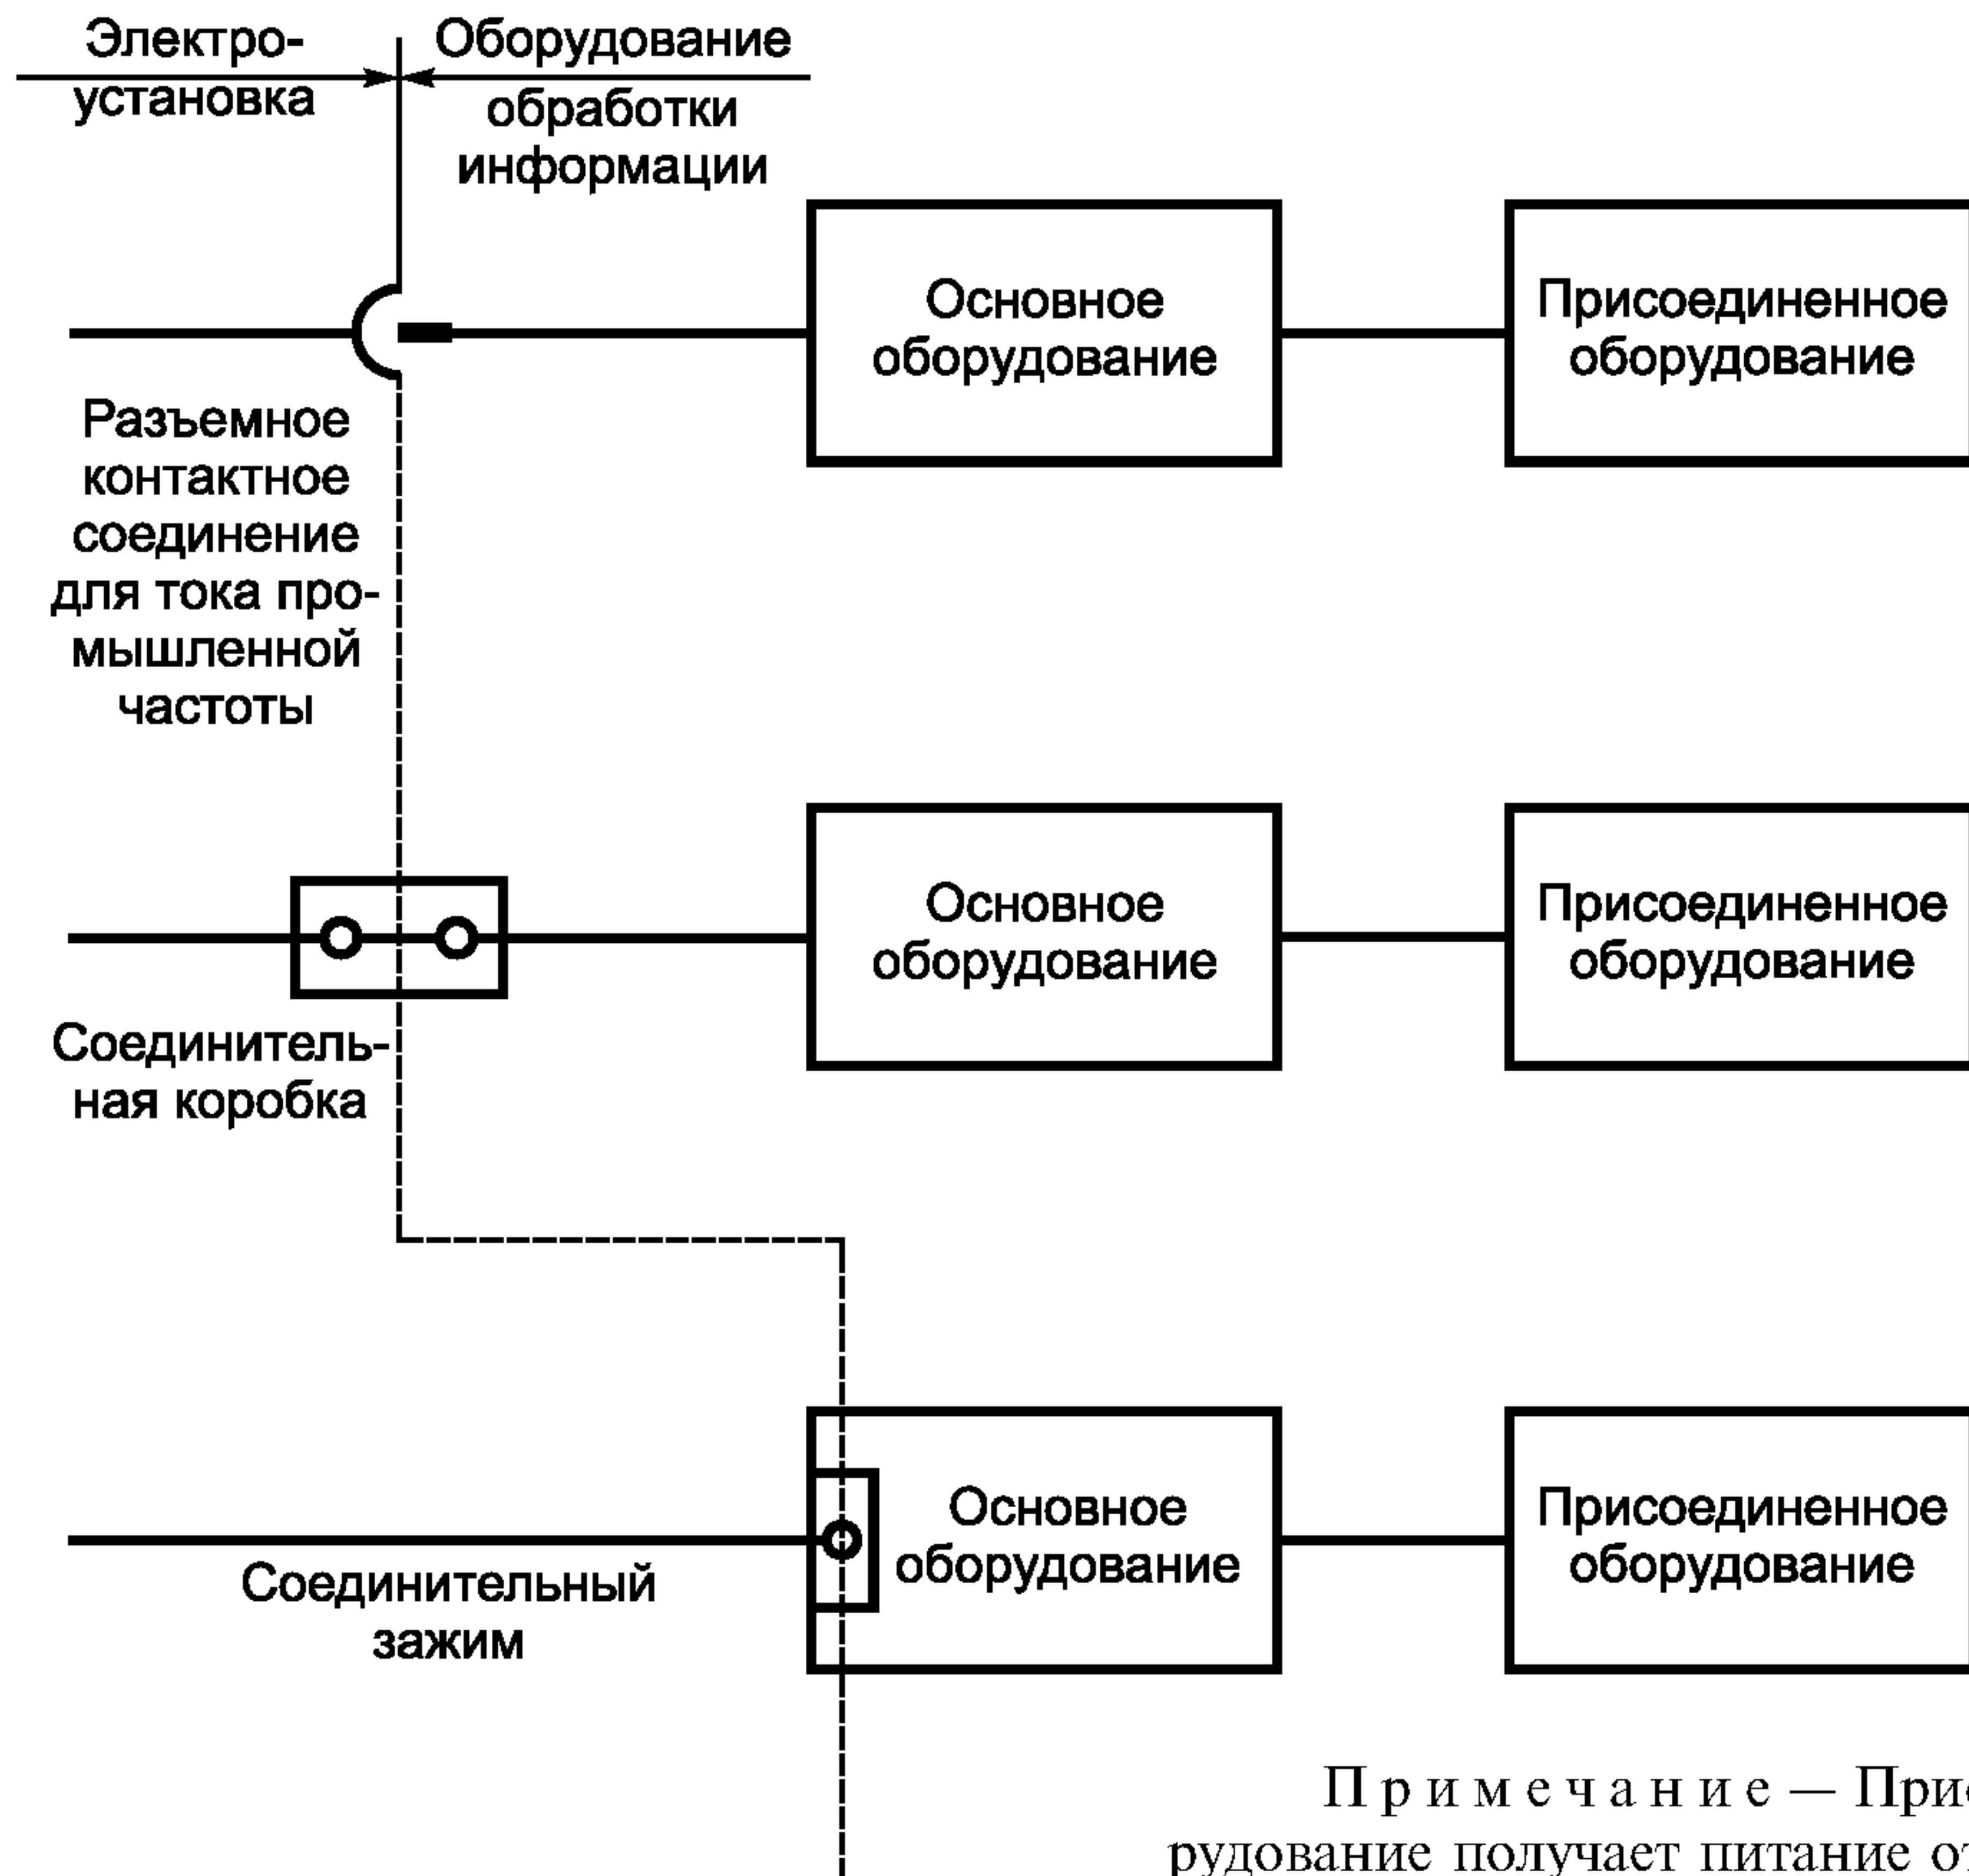 Электро-
установка
Оборудование
обработки
информации
Основное
оборудование
Присоединенное
оборудование
Разъемное
контактное
соединение
для тока про-
мышленной
частоты
Основное
оборудование
Присоединенное
оборудование
Соединитель-
ная коробка
Основное
оборудование
Присоединенное
оборудование
Соединительный
зажим
Примечание —
рудование получает питание